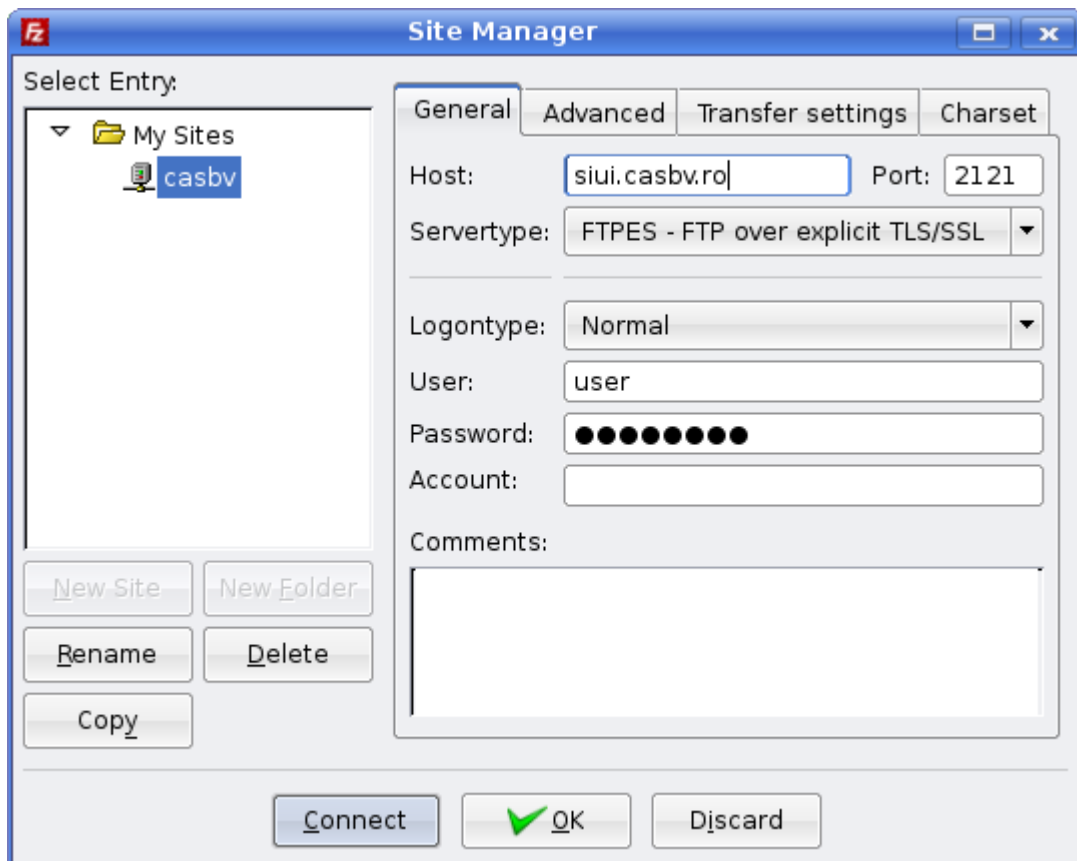 Fz
Site Manager
Select Entry:
My Sites
casbv
New Site
New Folder
Rename
Delete
Copy
General
Advanced
Transfer settings
Charset
Host:
siui.casbv.ro
Port:
2121
Servertype:
FTPES - FTP over explicit TLS/SSL
Logontype:
Normal
User:
user
Password:
●●●●●●●●
Account:
Comments:
Connect
OK
Discard